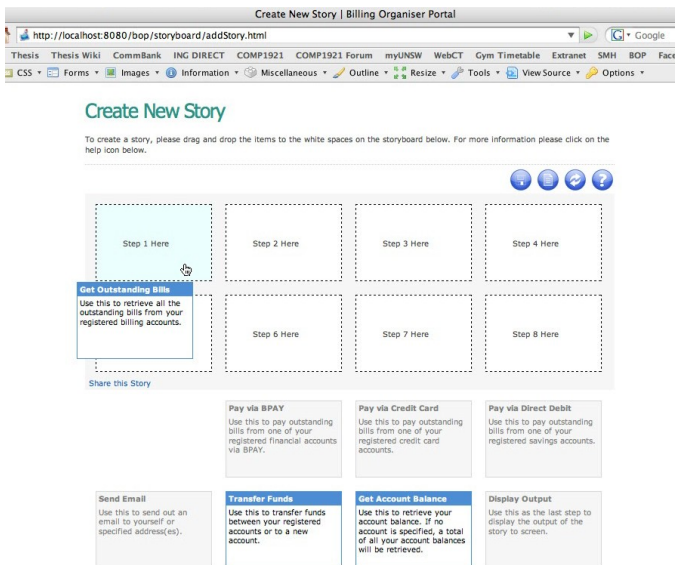 Create New Story | Billing Organiser Portal
http://localhost:8080/bop/storyboard/addStory.html
G Google
Thesis Thesis Wiki CommBank ING DIRECT COMP1921 COMP1921 Forum myUNSW WebCT Gym Timetable Extranet SMH BOP Face
CSS Forms Images Information Miscellaneous Outline Resize Tools View Source Options
Create New Story
To create a story, please drag and drop the items to the white spaces on the storyboard below. For more information please click on the
help icon below.
?
Step 1 Here Step 2 Here Step 3 Here Step 4 Here
Get Outstanding Bills
Use this to retrieve all the
outstanding bills from your
registered billing accounts.
Step 6 Here Step 7 Here Step 8 Here
Share this Story
Pay via BPAY
Use this to pay outstanding
bills from one of your
registered financial accounts
via BPAY.
Pay via Credit Card
Use this to pay outstanding
bills from one of your
registered credit card
accounts.
Pay via Direct Debit
Use this to pay outstanding
bills from one of your
registered savings accounts.
Send Email
Use this to send out an
email to yourself or
specified address(es).
Transfer Funds
Use this to transfer funds
between your registered
accounts or to a new
account.
Get Account Balance
Use this to retrieve your
account balance. If no
account is specified, a total
of all your account balances
will be retrieved.
Display Output
Use this as the last step to
display the output of the
story to screen.